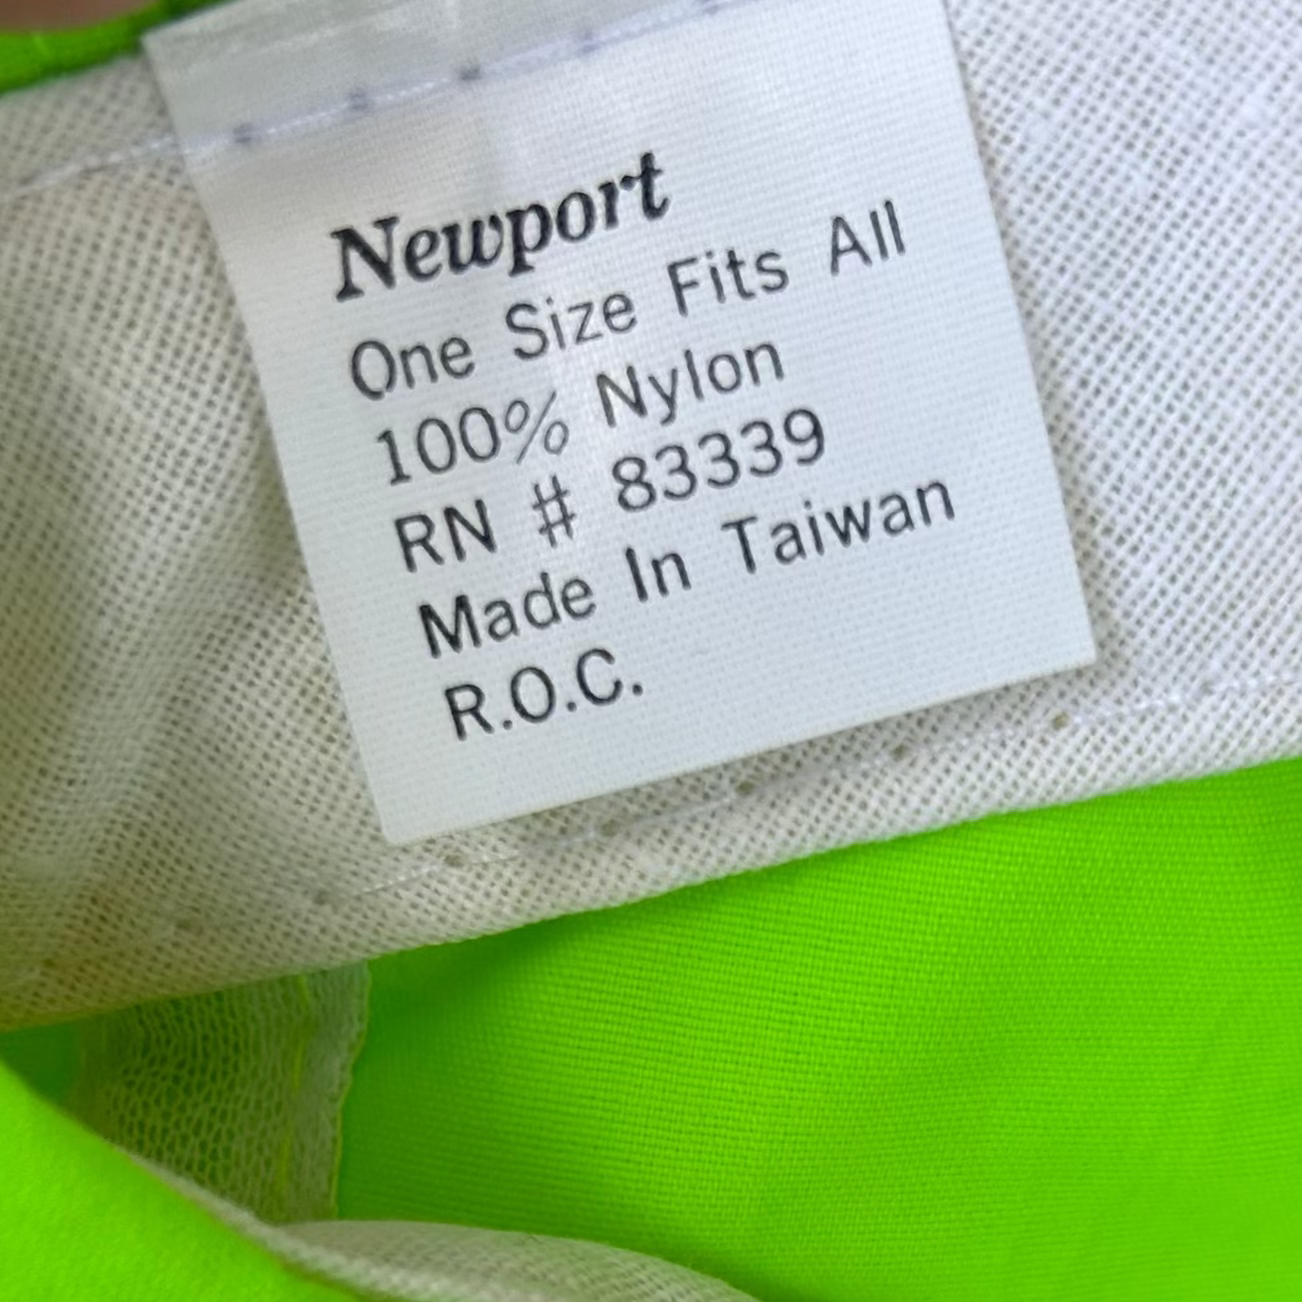 Newport
One Size Fits All
100% Nylon
RN # 83339
Made In Taiwan
R.O.C.